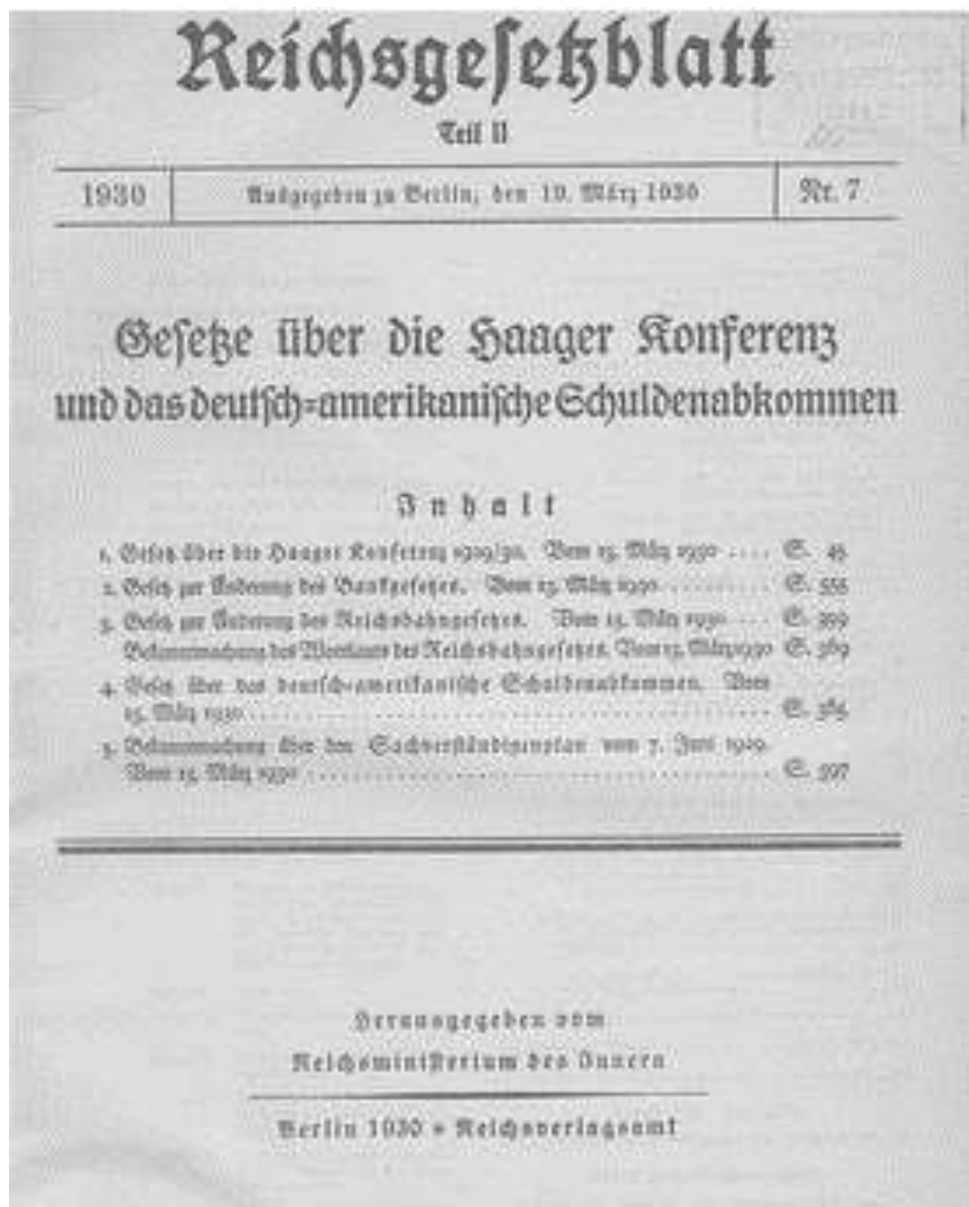 Reichsgesetzblatt
Teil II
1930 Ausgegeben zu Berlin, den 19. März 1930 Nr. 7
Gesetze über die Haager Konferenz
und das deutsch-amerikanische Schuldenabkommen
Inhalt
1. Gesetz über die Haager Konferenz 1929/30. Vom 13. März 1930 .... S. 45
2. Gesetz zur Änderung des Bankgesetzes. Vom 13. März 1930 .......... S.
3. Gesetz zur Änderung des Reichsbahngesetzes. Vom 13. März 1930 .... S.
Bekanntmachung des Wortlauts des Reichsbahngesetzes. Vom 13. März 1930 S. 369
4. Gesetz über das deutsch-amerikanische Schuldenabkommen. Vom
13. März 1930 ........ S.
5. Bekanntmachung über den Sachverständigenplan vom 7. Juni 1929.
Vom 13. März 1930 ........ S.
Herausgegeben vom
Reichsministerium des Innern
Berlin 1930 • Reichsverlagsamt